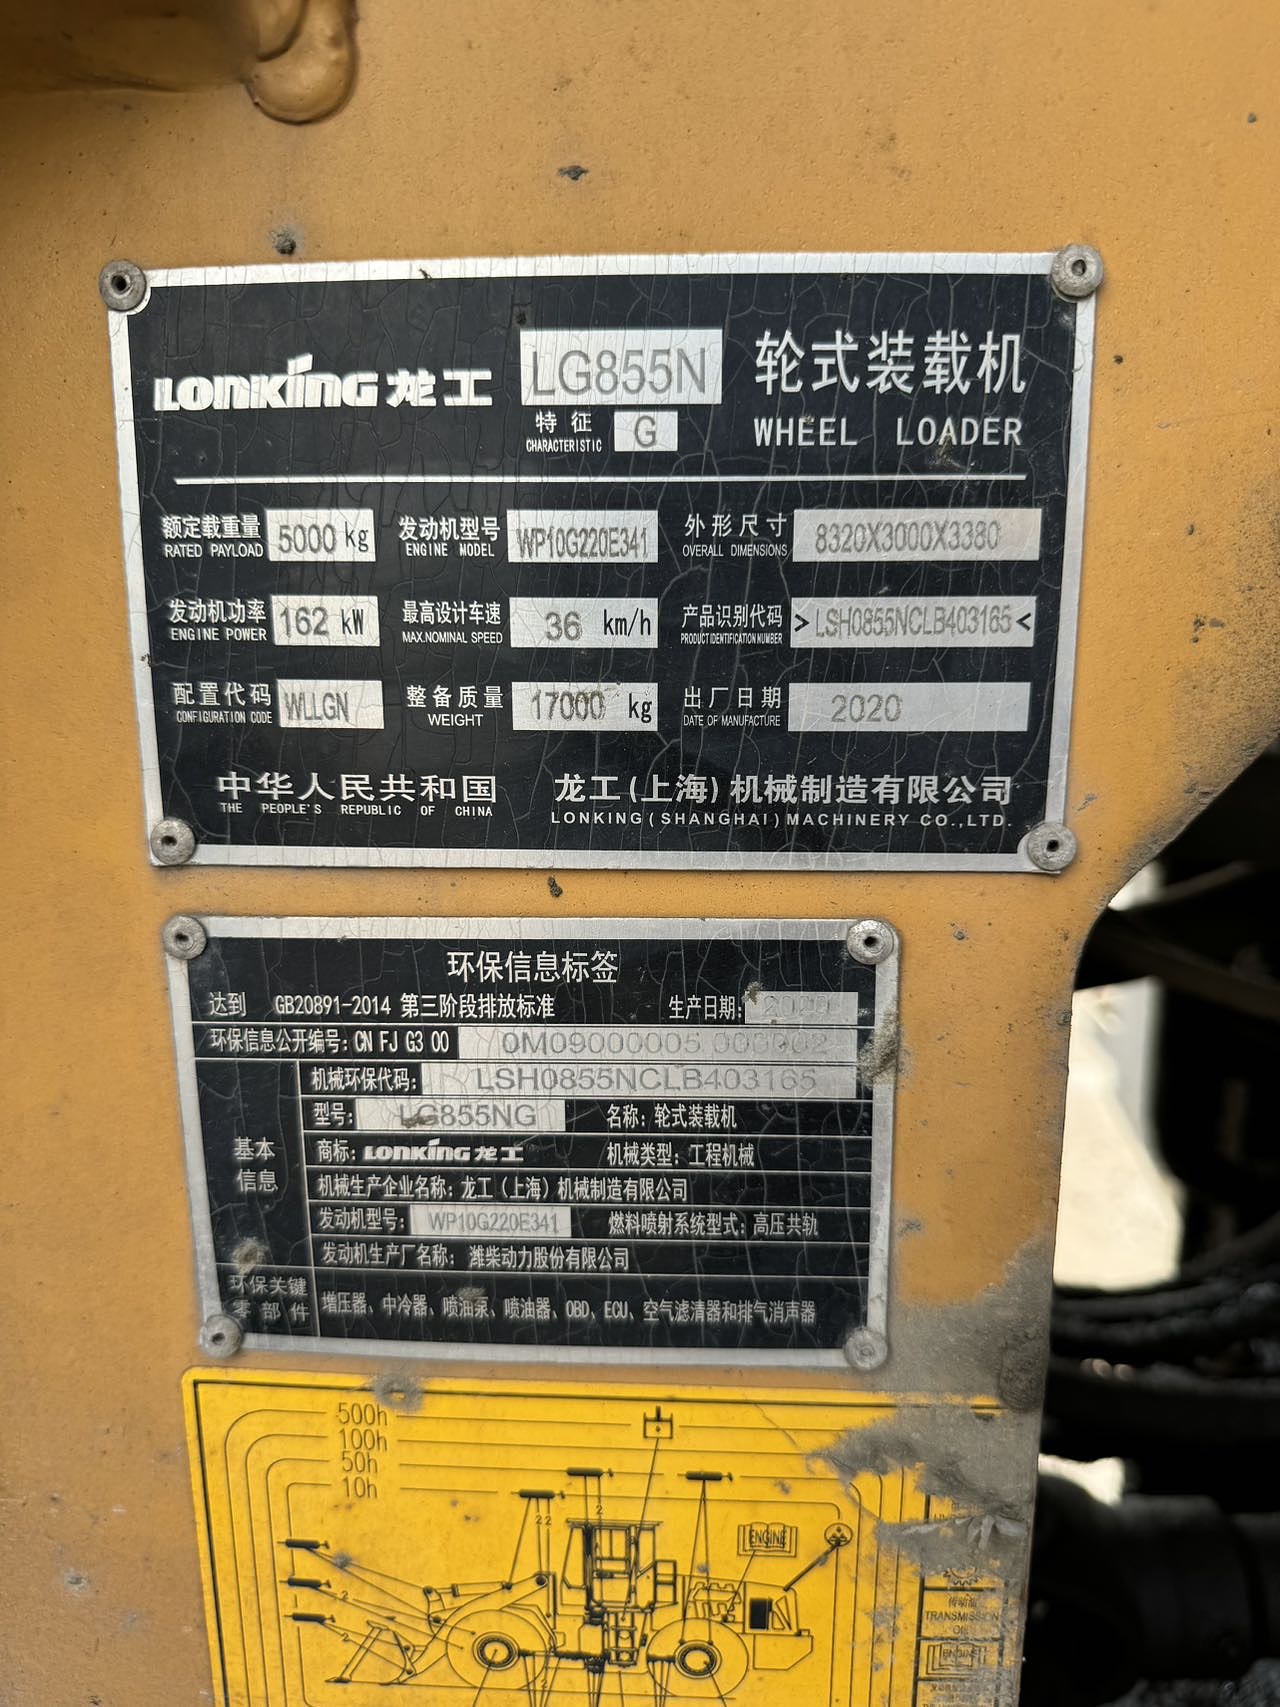 LONKING 龙工 LG855N 轮式装载机
特征 CHARACTERISTIC G WHEEL LOADER
额定载重量 RATED PAYLOAD 5000 kg 发动机型号 ENGINE MODEL WP10G220E341 外形尺寸 OVERALL DIMENSIONS 8320X3000X3380
发动机功率 ENGINE POWER 162 kW 最高设计车速 MAX.NOMINAL SPEED 36 km/h 产品识别代码 PRODUCT IDENTIFICATION NUMBER >LSH0855NCLB403165<
配置代码 CONFIGURATION CODE WLLGN 整备质量 WEIGHT 17000 kg 出厂日期 DATE OF MANUFACTURE 2020
中华人民共和国 龙工(上海)机械制造有限公司
THE PEOPLE'S REPUBLIC OF CHINA LONKING(SHANGHAI)MACHINERY CO.,LTD.
环保信息标签
达到 GB20891-2014 第三阶段排放标准 生产日期: 2020
环保信息公开编号: CN FJ G3 00 0M09000005 000002
机械环保代码: LSH0855NCLB403165
型号: LG855NG 名称: 轮式装载机
基本信息
商标: LONKING 龙工 机械类型: 工程机械
机械生产企业名称: 龙工(上海)机械制造有限公司
发动机型号: WP10G220E341 燃料喷射系统型式: 高压共轨
发动机生产厂名称: 潍柴动力股份有限公司
环保关键零部件 增压器、中冷器、喷油泵、喷油器、OBD、ECU、空气滤清器和排气消声器
500h
100h
50h
10h
2 2 2
ENGINE
2
2
2
传动油
TRANSMISSION
OIL
ENGINE